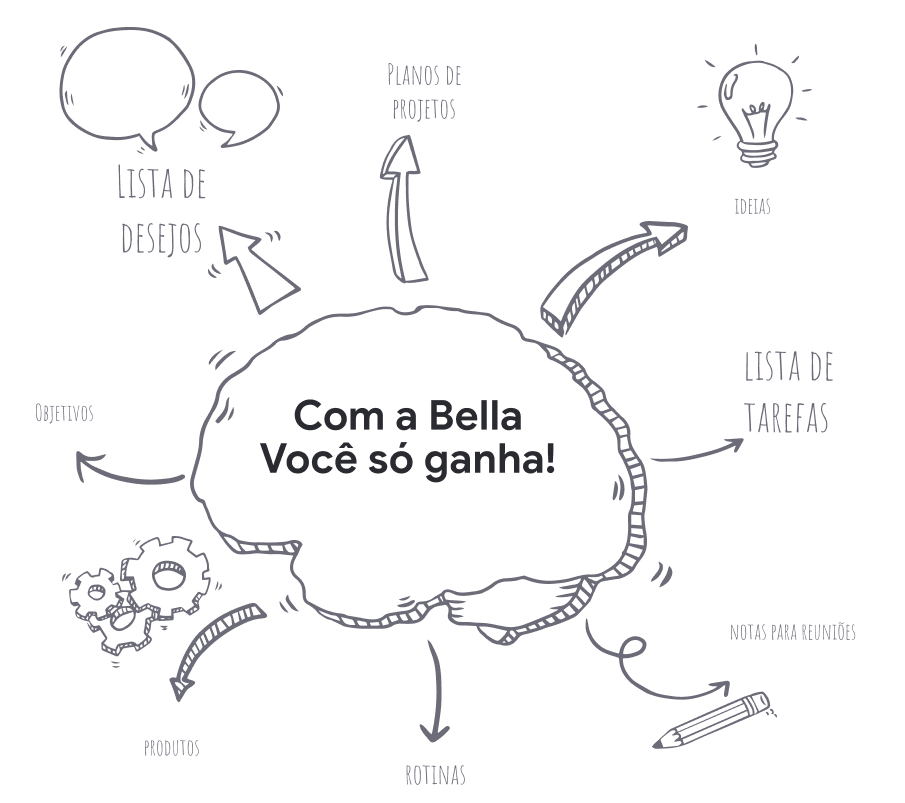 Planos de
projetos
Lista de
desejos
ideias
Lista de
tarefas
Objetivos
Com a Bella
Você só ganha!
notas para reuniões
produtos
rotinas